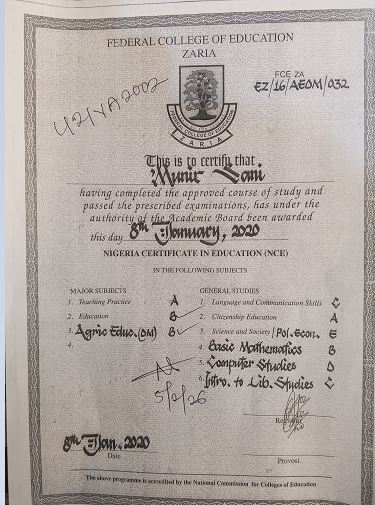 FEDERAL COLLEGE OF EDUCATION
ZARIA
FCE ZA
EZ/16/AEDM/032
FEDERAL COLLEGE OF EDUCATION
ZARIA
This is to certify that
Munir Sani
having completed the approved course of study and
passed the prescribed examinations, has under the
authority of the Academic Board been awarded
this day 8th January, 2020
NIGERIA CERTIFICATE IN EDUCATION (NCE)
IN THE FOLLOWING SUBJECTS
MAJOR SUBJECTS
1. Teaching Practice A
2. Education B
3. Agric Educ. (DM) B
4.
GENERAL STUDIES
1. Language and Communication Skills C
2. Citizenship Education A
3. Science and Society / Pol. Econ. E
4. Basic Mathematics B
5. Computer Studies D
6. Intro. to Lib. Studies C
5/2/26
Registrar
8th Jan. 2020
Date
Provost
The above programme is accredited by the National Commission for Colleges of Education